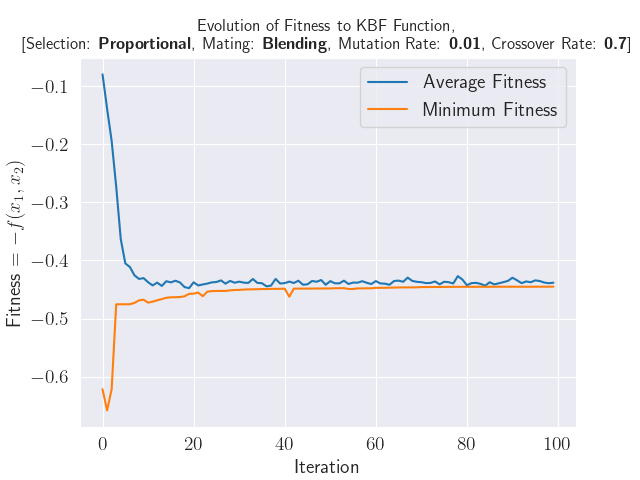 Evolution of Fitness to KBF Function,
[Selection: Proportional, Mating: Blending, Mutation Rate: 0.01, Crossover Rate: 0.7]
Average Fitness
Minimum Fitness
Fitness = −f(x₁, x₂)
−0.1
−0.2
−0.3
−0.4
−0.5
−0.6
0 20 40 60 80 100
Iteration